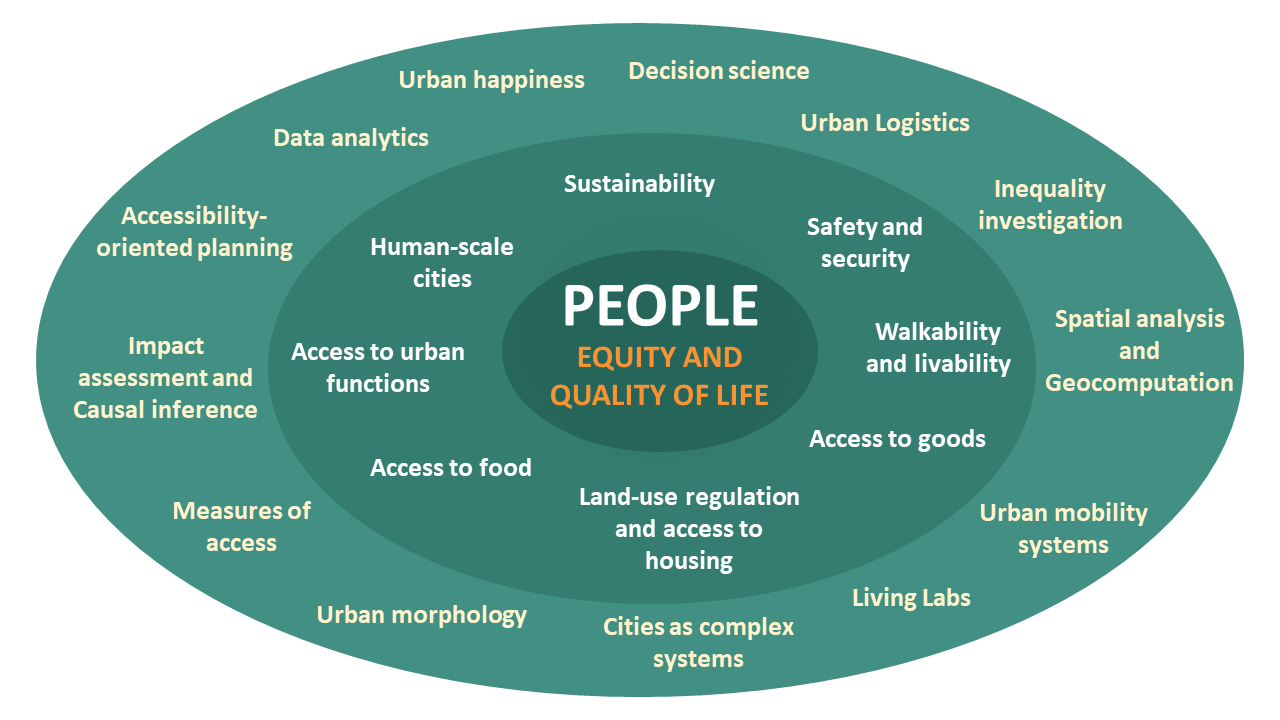 Urban happiness
Decision science
Data analytics
Urban Logistics
Sustainability
Inequality
investigation
Accessibility-
oriented planning
Human-scale
cities
Safety and
security
PEOPLE
EQUITY AND
QUALITY OF LIFE
Impact
assessment and
Causal inference
Access to urban
functions
Walkability
and livability
Spatial analysis
and
Geocomputation
Access to goods
Access to food
Land-use regulation
and access to
housing
Measures of
access
Urban mobility
systems
Living Labs
Urban morphology
Cities as complex
systems